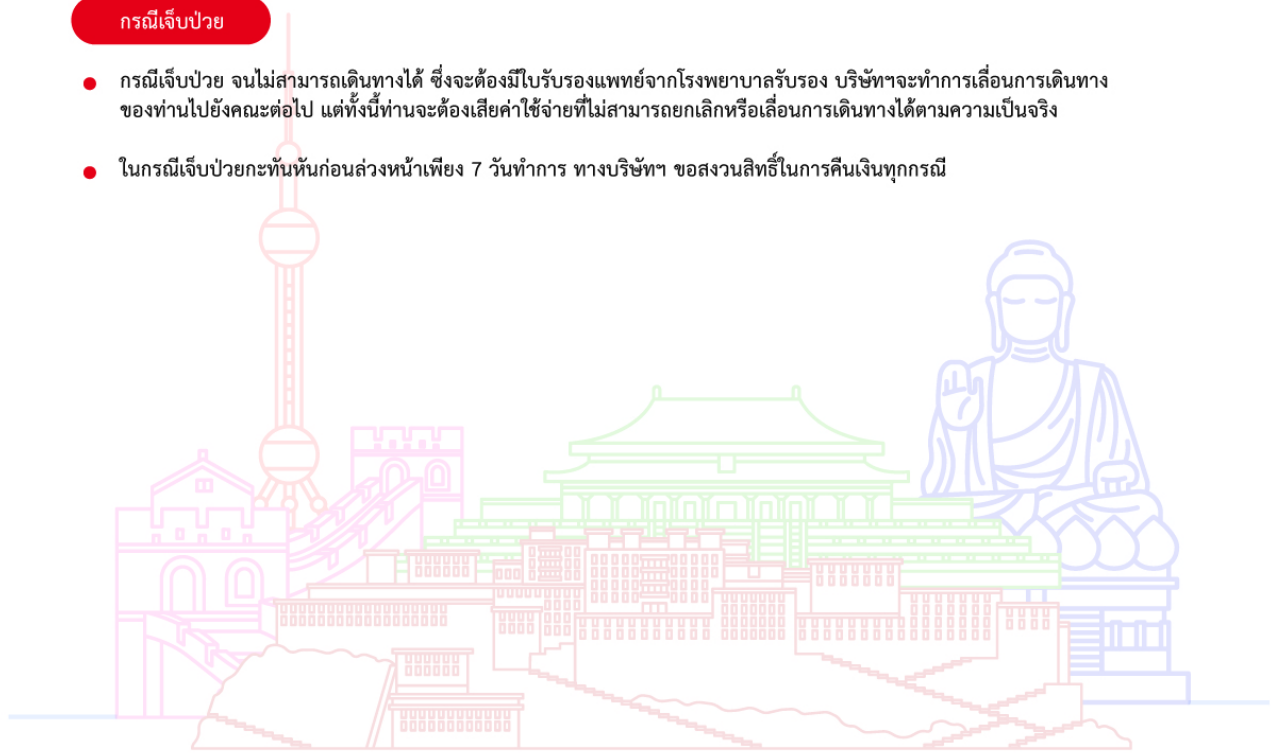 กรณีเจ็บป่วย
กรณีเจ็บป่วย จนไม่สามารถเดินทางได้ ซึ่งจะต้องมีใบรับรองแพทย์จากโรงพยาบาลรับรอง บริษัทฯจะทำการเลื่อนการเดินทาง
ของท่านไปยังคณะต่อไป แต่ทั้งนี้ท่านจะต้องเสียค่าใช้จ่ายที่ไม่สามารถยกเลิกหรือเลื่อนการเดินทางได้ตามความเป็นจริง
ในกรณีเจ็บป่วยกะทันหันก่อนล่วงหน้าเพียง 7 วันทำการ ทางบริษัทฯ ขอสงวนสิทธิ์ในการคืนเงินทุกกรณี